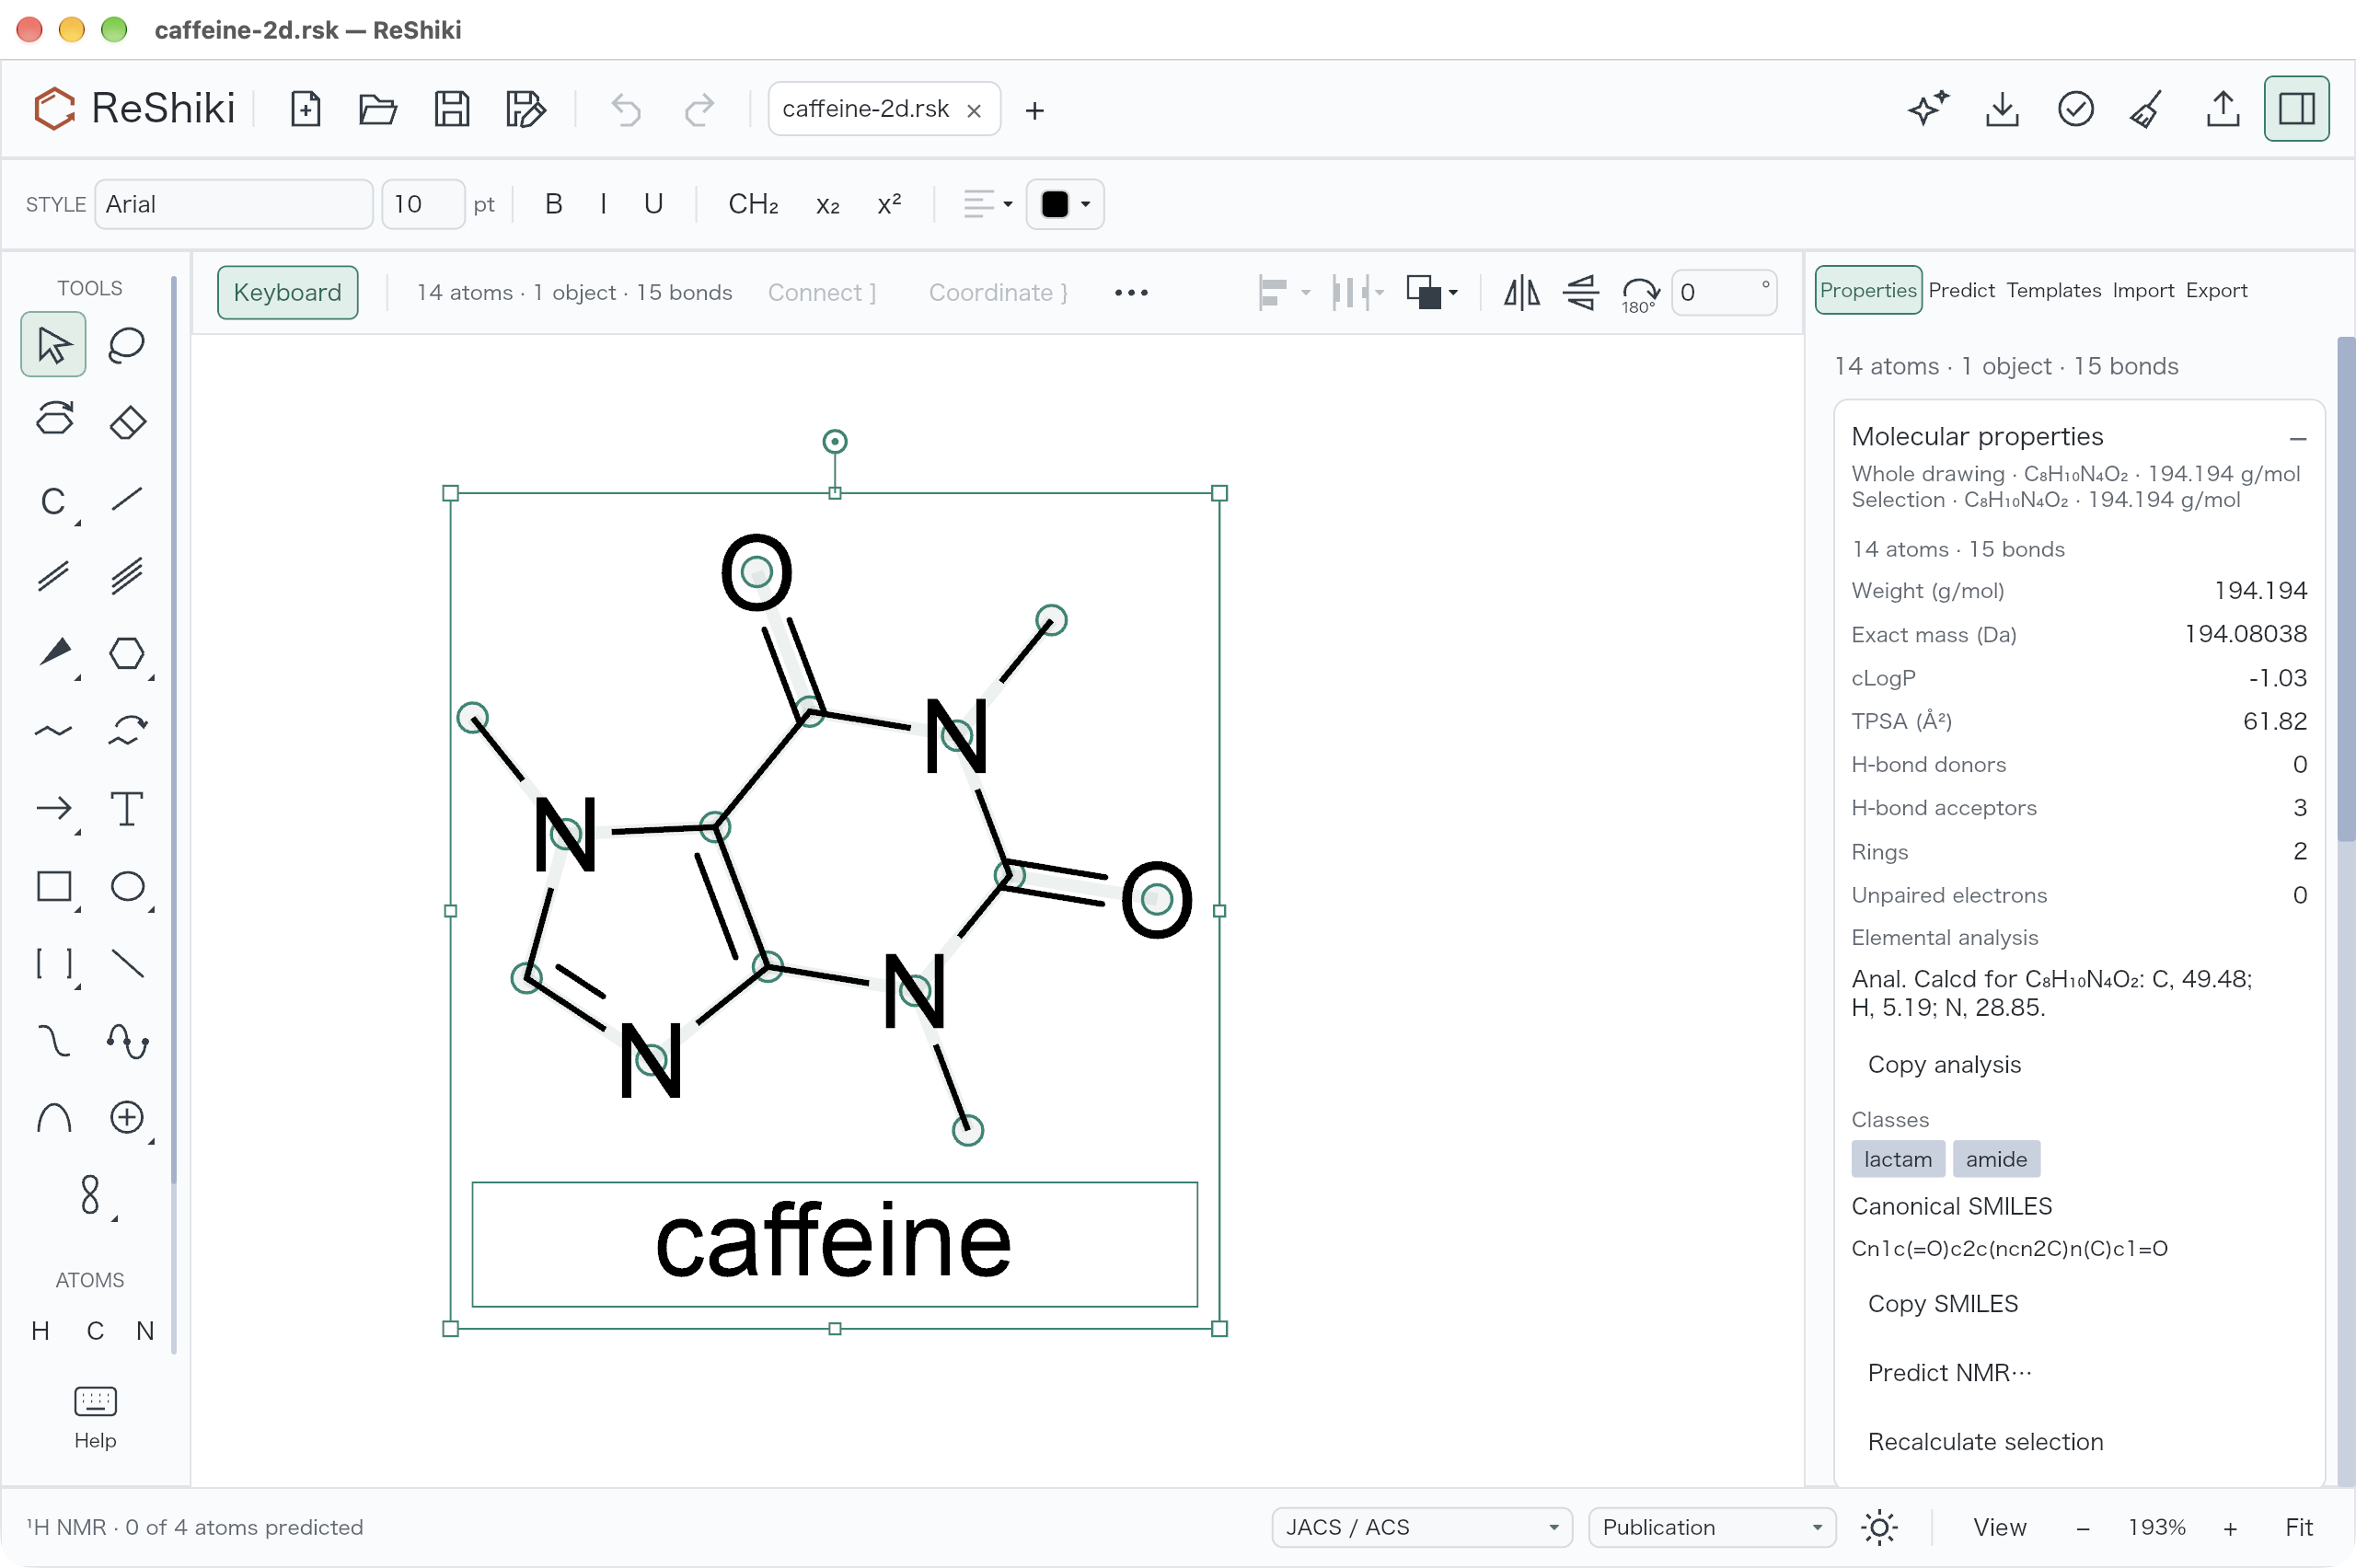 caffeine-2d.rsk — ReShiki
ReShiki
caffeine-2d.rsk × +
STYLE Arial 10 pt B I U CH₂ x₂ x² 
TOOLS
Keyboard 14 atoms · 1 object · 15 bonds Connect ] Coordinate } ••• 180° 0 °
Properties Predict Templates Import Export
C
T
[ ]
ATOMS
H C N
Help
O
N
N
O
N
N
caffeine
14 atoms · 1 object · 15 bonds
Molecular properties –
Whole drawing · C₈H₁₀N₄O₂ · 194.194 g/mol
Selection · C₈H₁₀N₄O₂ · 194.194 g/mol
14 atoms · 15 bonds
Weight (g/mol) 194.194
Exact mass (Da) 194.08038
cLogP -1.03
TPSA (Å²) 61.82
H-bond donors 0
H-bond acceptors 3
Rings 2
Unpaired electrons 0
Elemental analysis
Anal. Calcd for C₈H₁₀N₄O₂: C, 49.48;
H, 5.19; N, 28.85.
Copy analysis
Classes
lactam amide
Canonical SMILES
Cn1c(=O)c2c(ncn2C)n(C)c1=O
Copy SMILES
Predict NMR···
Recalculate selection
¹H NMR · 0 of 4 atoms predicted
JACS / ACS Publication View − 193% + Fit